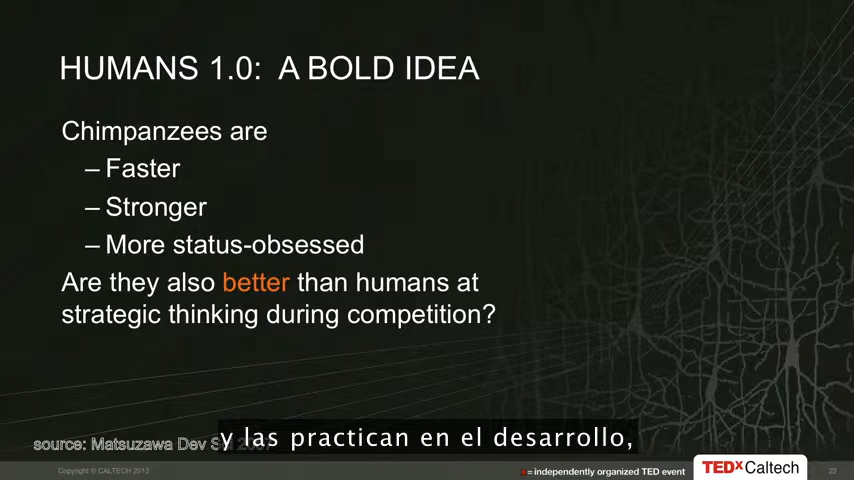 HUMANS 1.0: A BOLD IDEA
Chimpanzees are
– Faster
– Stronger
– More status-obsessed
Are they also better than humans at
strategic thinking during competition?
source: Matsuzawa Dev
y las practican en el desarrollo,
Copyright © CALTECH 2013
x = independently organized TED event
TEDxCaltech
22